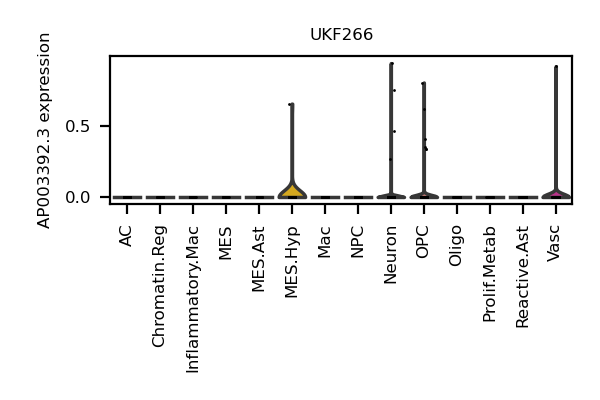 UKF266
AP003392.3 expression
0.5
0.0
AC
Chromatin.Reg
Inflammatory.Mac
MES
MES.Ast
MES.Hyp
Mac
NPC
Neuron
OPC
Oligo
Prolif.Metab
Reactive.Ast
Vasc